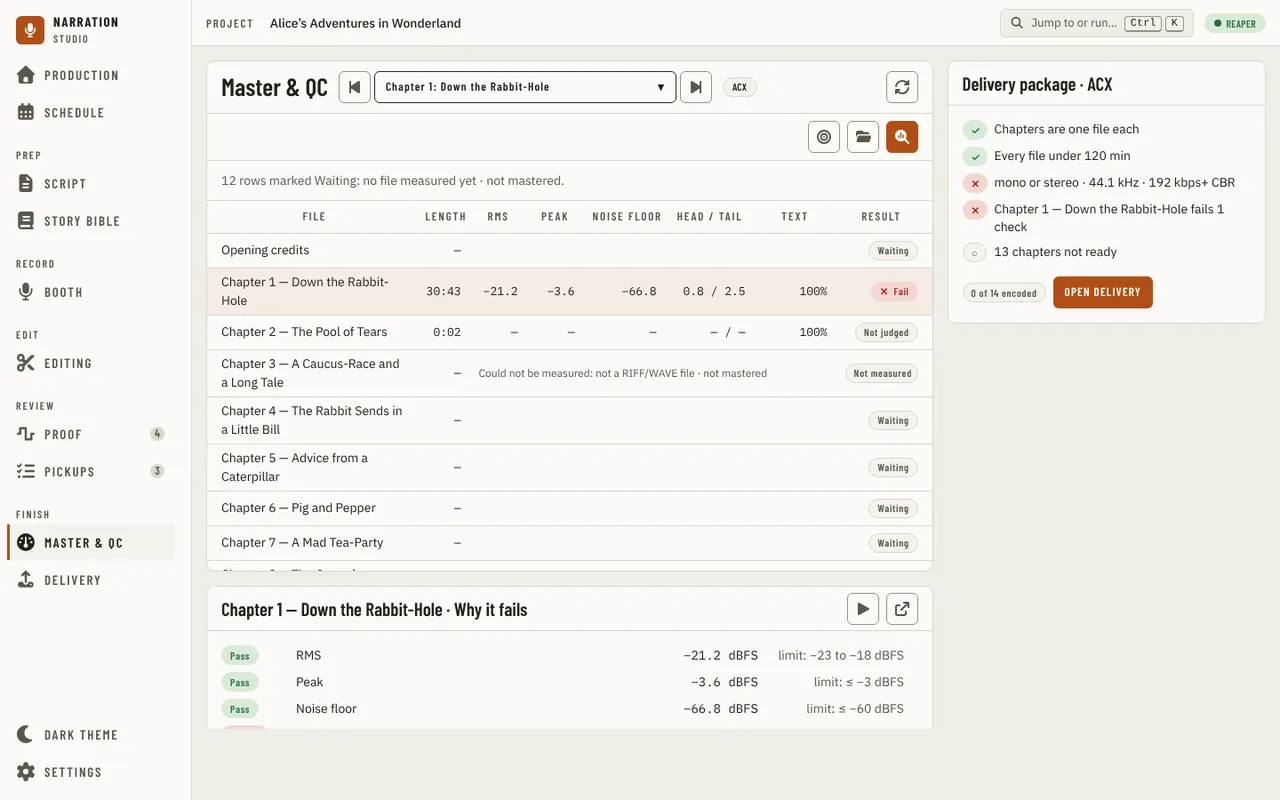 NARRATION
STUDIO
PRODUCTION
SCHEDULE
PREP
SCRIPT
STORY BIBLE
RECORD
BOOTH
EDIT
EDITING
REVIEW
PROOF 4
PICKUPS 3
FINISH
MASTER & QC
DELIVERY
DARK THEME
SETTINGS
PROJECT Alice's Adventures in Wonderland
Jump to or run... Ctrl K
REAPER
Master & QC
Chapter 1: Down the Rabbit-Hole
ACX
12 rows marked Waiting: no file measured yet · not mastered.
FILE LENGTH RMS PEAK NOISE FLOOR HEAD / TAIL TEXT RESULT
Opening credits — Waiting
Chapter 1 — Down the Rabbit-
Hole
30:43 −21.2 −3.6 −66.8 0.8 / 2.5 100% × Fail
Chapter 2 — The Pool of Tears 0:02 — — — — / — 100% Not judged
Chapter 3 — A Caucus-Race and
a Long Tale
— Could not be measured: not a RIFF/WAVE file · not mastered Not measured
Chapter 4 — The Rabbit Sends in
a Little Bill
— Waiting
Chapter 5 — Advice from a
Caterpillar
— Waiting
Chapter 6 — Pig and Pepper — Waiting
Chapter 7 — A Mad Tea-Party — Waiting
Chapter 1 — Down the Rabbit-Hole · Why it fails
Pass RMS −21.2 dBFS limit: −23 to −18 dBFS
Pass Peak −3.6 dBFS limit: ≤ −3 dBFS
Pass Noise floor −66.8 dBFS limit: ≤ −60 dBFS
Delivery package · ACX
Chapters are one file each
Every file under 120 min
mono or stereo · 44.1 kHz · 192 kbps+ CBR
Chapter 1 — Down the Rabbit-Hole fails 1
check
13 chapters not ready
0 of 14 encoded
OPEN DELIVERY